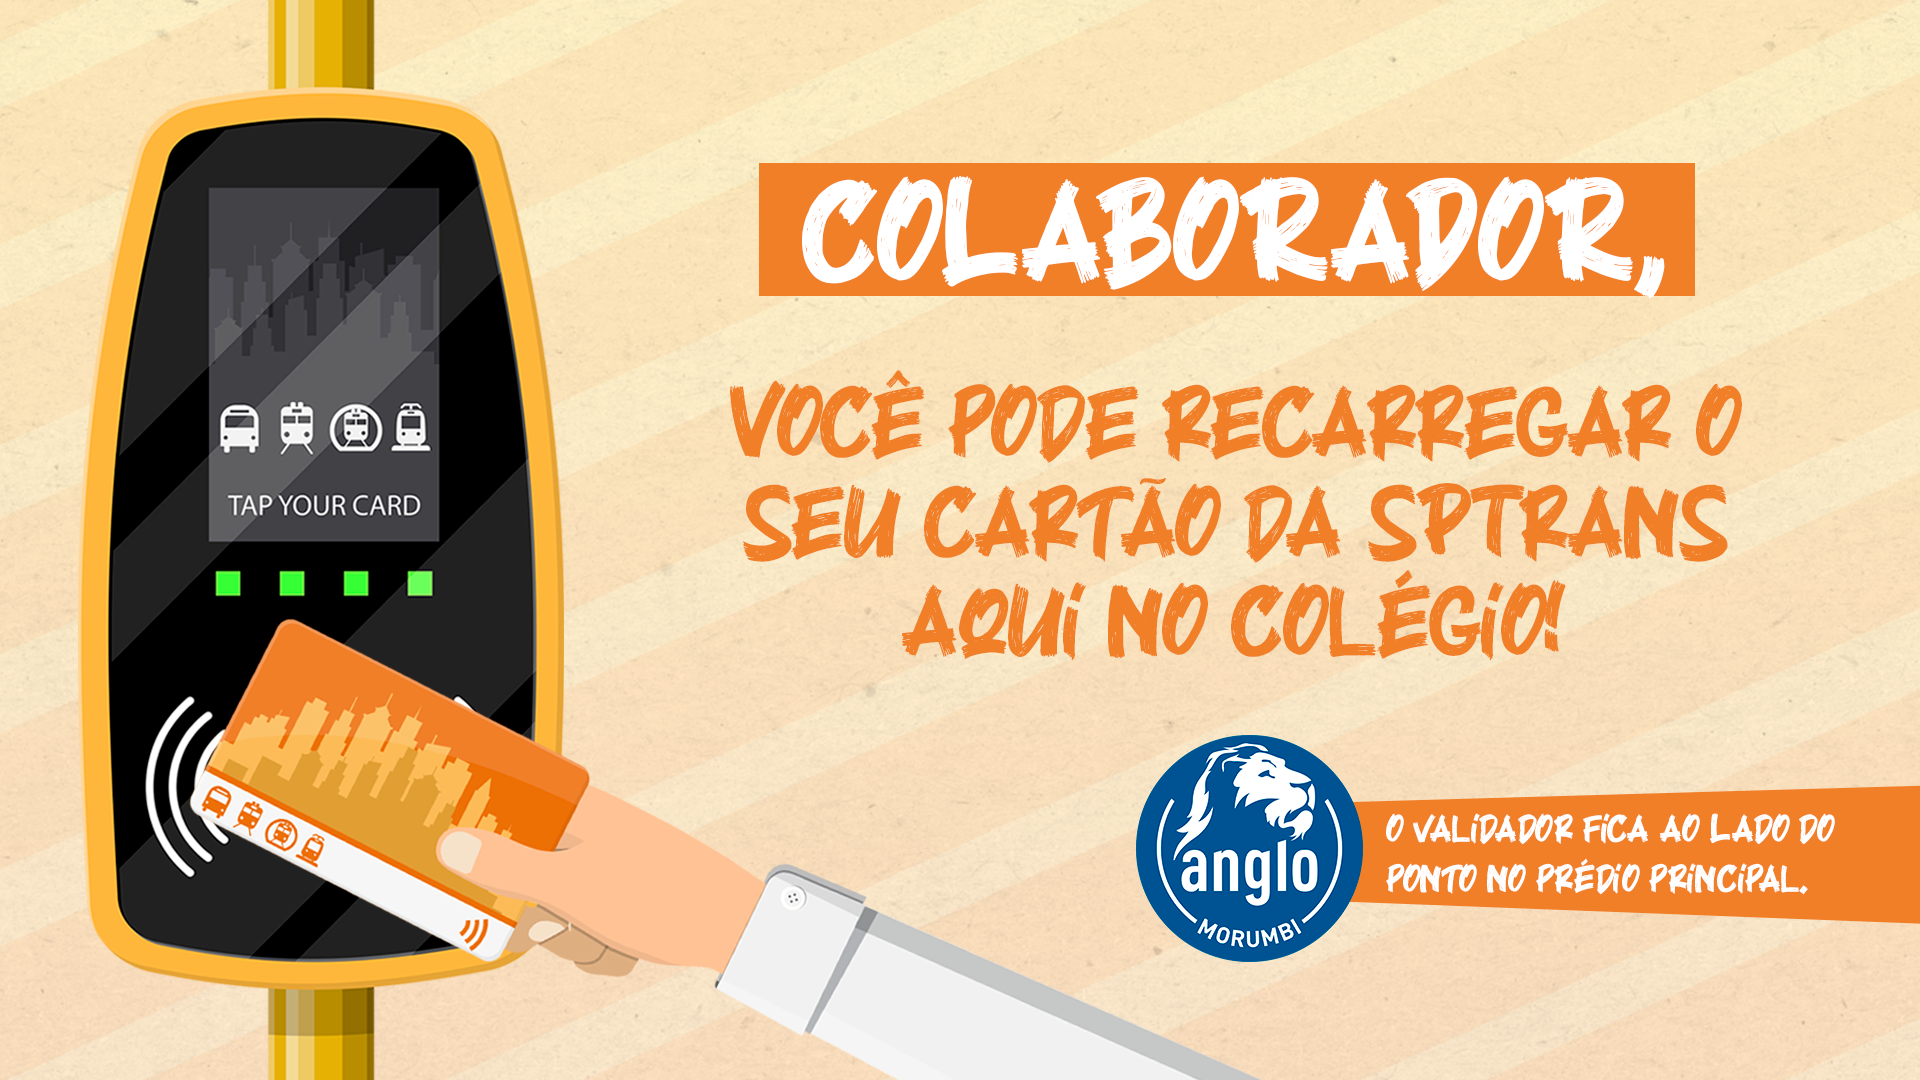 COLABORADOR,
VOCÊ PODE RECARREGAR O
SEU CARTÃO DA SPTRANS
AQUI NO COLÉGIO!
TAP YOUR CARD
anglo
MORUMBI
O VALIDADOR FICA AO LADO DO
PONTO NO PRÉDIO PRINCIPAL.